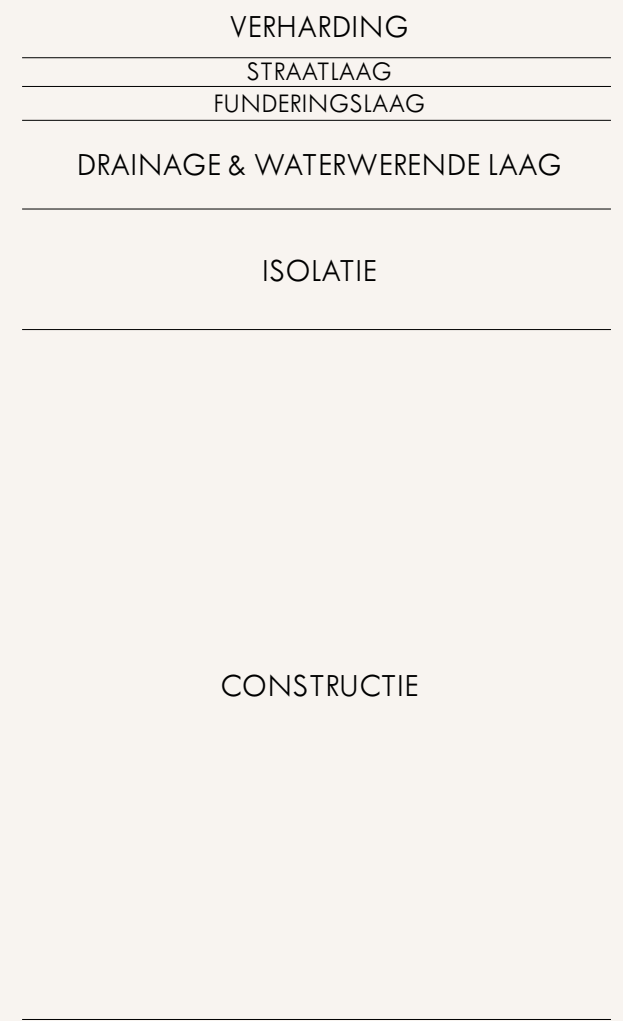 VERHARDING
STRAATLAAG
FUNDERINGSLAAG
DRAINAGE & WATERWERENDE LAAG
ISOLATIE
CONSTRUCTIE